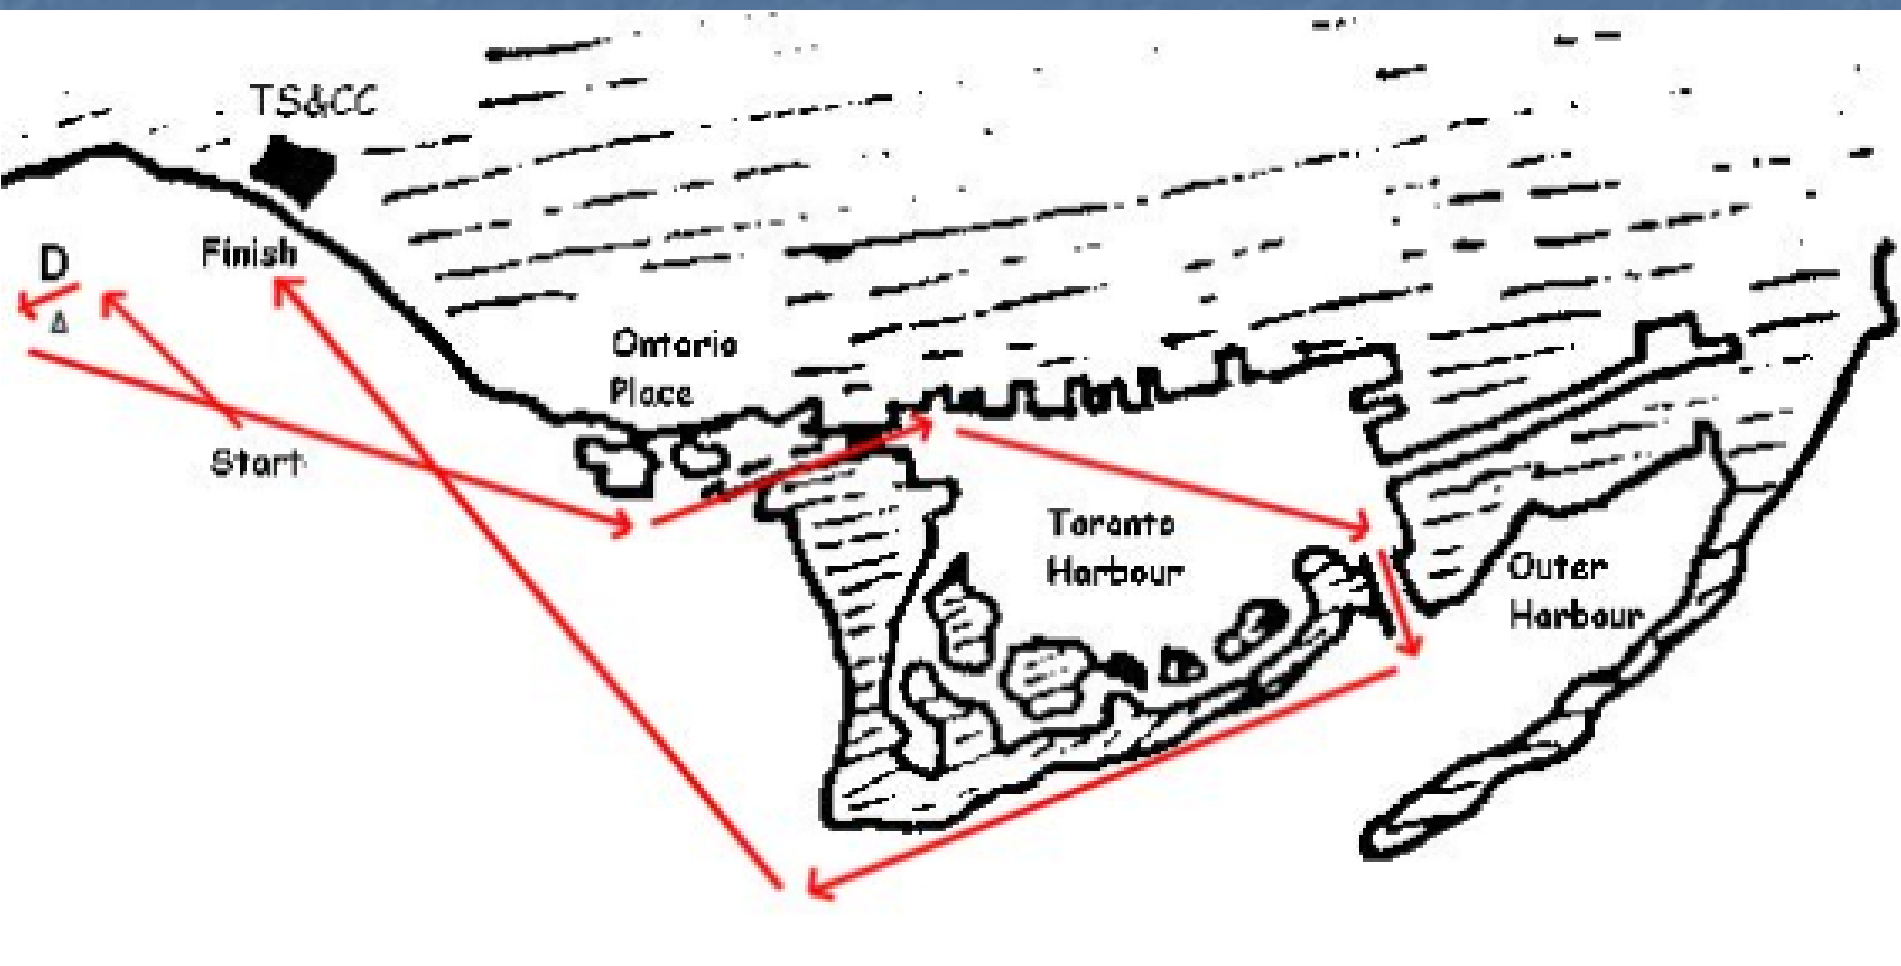 TS&CC
D
Finish
Start
Ontario
Place
Toronto
Harbour
Outer
Harbour